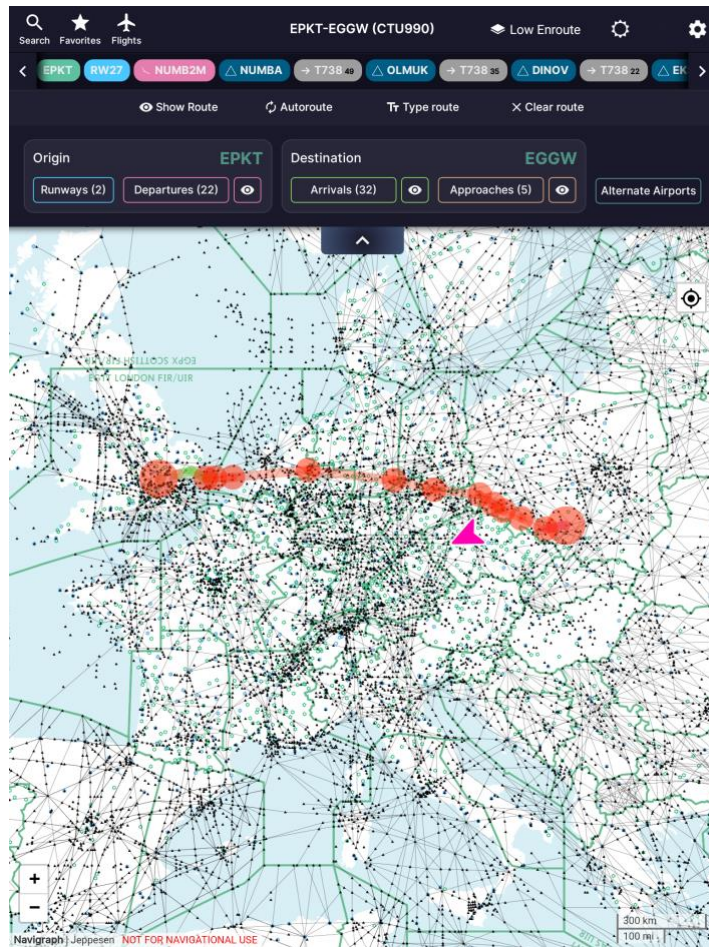 EPKT-EGGW (CTU990)
Low Enroute
Search Favorites Flights
EPKT RW27 NUMB2M NUMBA → T738 49 OLMUK → T738 35 DINOV → T738 22 EK
Show Route Autoroute Type route Clear route
Origin EPKT
Runways (2) Departures (22)
Destination EGGW
Arrivals (32) Approaches (5)
Alternate Airports
EGPX SCOTTISH FIR/UIR
EGTT LONDON FIR/UIR
+
−
300 km
100 mi
Navigraph | Jeppesen NOT FOR NAVIGATIONAL USE